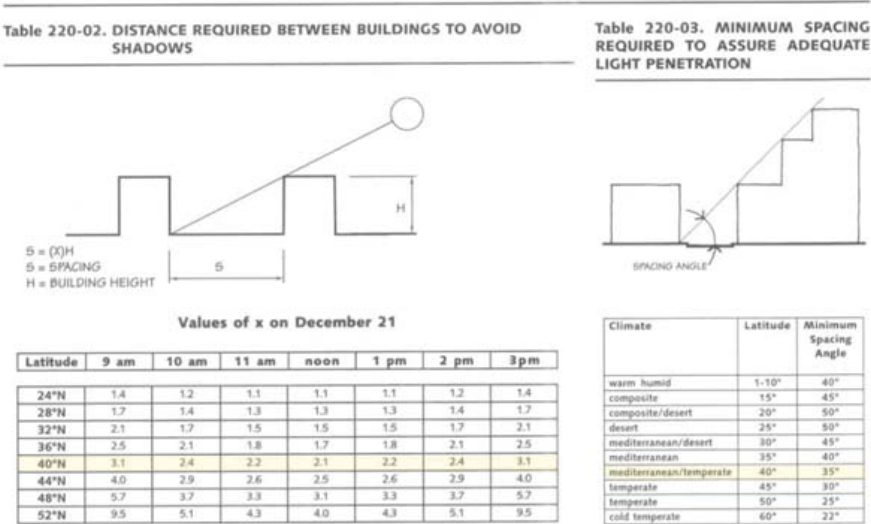 Table 220-02. DISTANCE REQUIRED BETWEEN BUILDINGS TO AVOID
SHADOWS
H
S = (X)H
S = SPACING
H = BUILDING HEIGHT
S
Values of x on December 21
Latitude 9 am 10 am 11 am noon 1 pm 2 pm 3pm
24°N 1.4 1.2 1.1 1.1 1.1 1.2 1.4
28°N 1.7 1.4 1.3 1.3 1.3 1.4 1.7
32°N 2.1 1.7 1.5 1.5 1.5 1.7 2.1
36°N 2.5 2.1 1.8 1.7 1.8 2.1 2.5
40°N 3.1 2.4 2.2 2.1 2.2 2.4 3.1
44°N 4.0 2.9 2.6 2.5 2.6 2.9 4.0
48°N 5.7 3.7 3.3 3.1 3.3 3.7 5.7
52°N 9.5 5.1 4.3 4.0 4.3 5.1 9.5
Table 220-03. MINIMUM SPACING
REQUIRED TO ASSURE ADEQUATE
LIGHT PENETRATION
SPACING ANGLE
Climate Latitude Minimum
Spacing
Angle
warm humid 1-10° 40°
composite 15° 45°
composite/desert 20° 50°
desert 25° 50°
mediterranean/desert 30° 45°
mediterranean 35° 40°
mediterranean/temperate 40° 35°
temperate 45° 30°
temperate 50° 25°
cold temperate 60° 22°